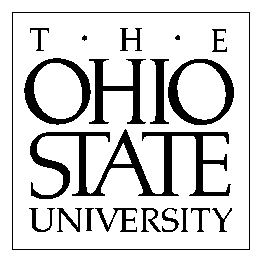 T · H · E
OHIO
STATE
UNIVERSITY